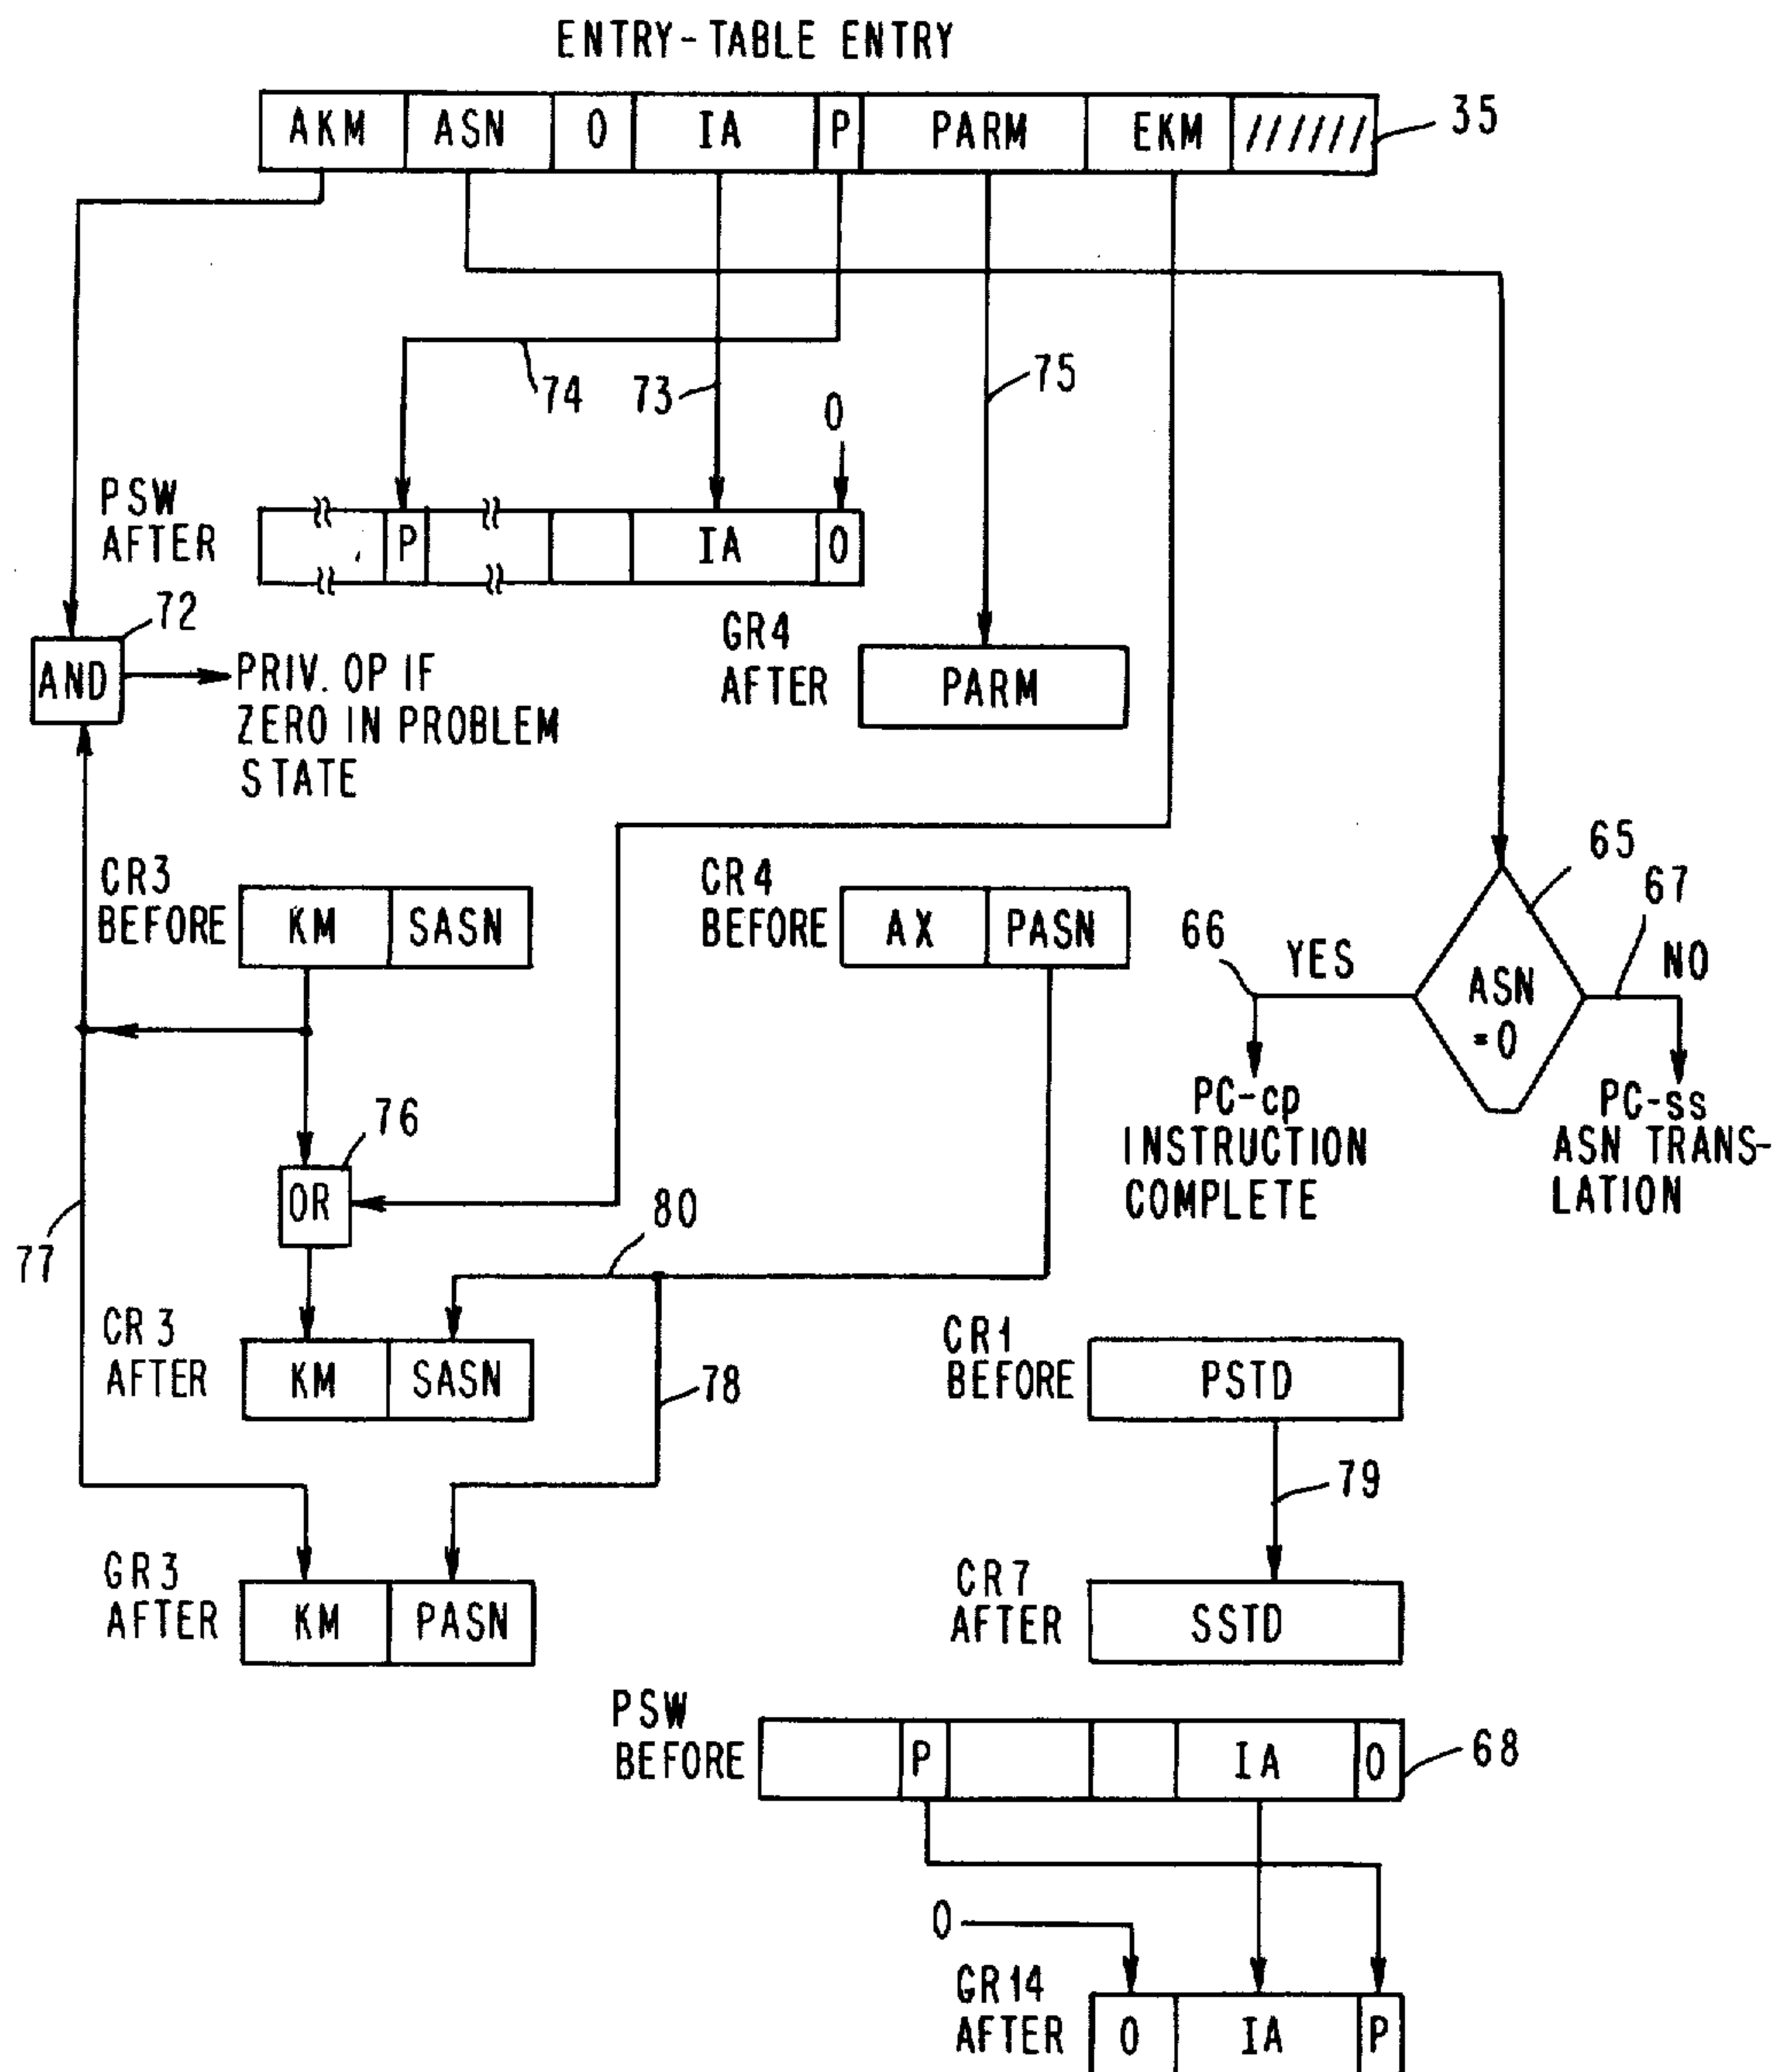 ENTRY-TABLE ENTRY
AKM ASN 0 IA P PARM EKM ////// 35
74 73 75
0
PSW
AFTER
P IA 0
72
AND
PRIV. OP IF
ZERO IN PROBLEM
STATE
GR4
AFTER
PARM
CR3
BEFORE
KM SASN
CR4
BEFORE
AX PASN
65
67
66
YES
NO
ASN
=0
PC-cp
INSTRUCTION
COMPLETE
PC-ss
ASN TRANS-
LATION
76
OR
80
77
CR3
AFTER
KM SASN
78
CR1
BEFORE
PSTD
79
GR3
AFTER
KM PASN
CR7
AFTER
SSTD
PSW
BEFORE
P IA 0 68
0
GR14
AFTER
0 IA P